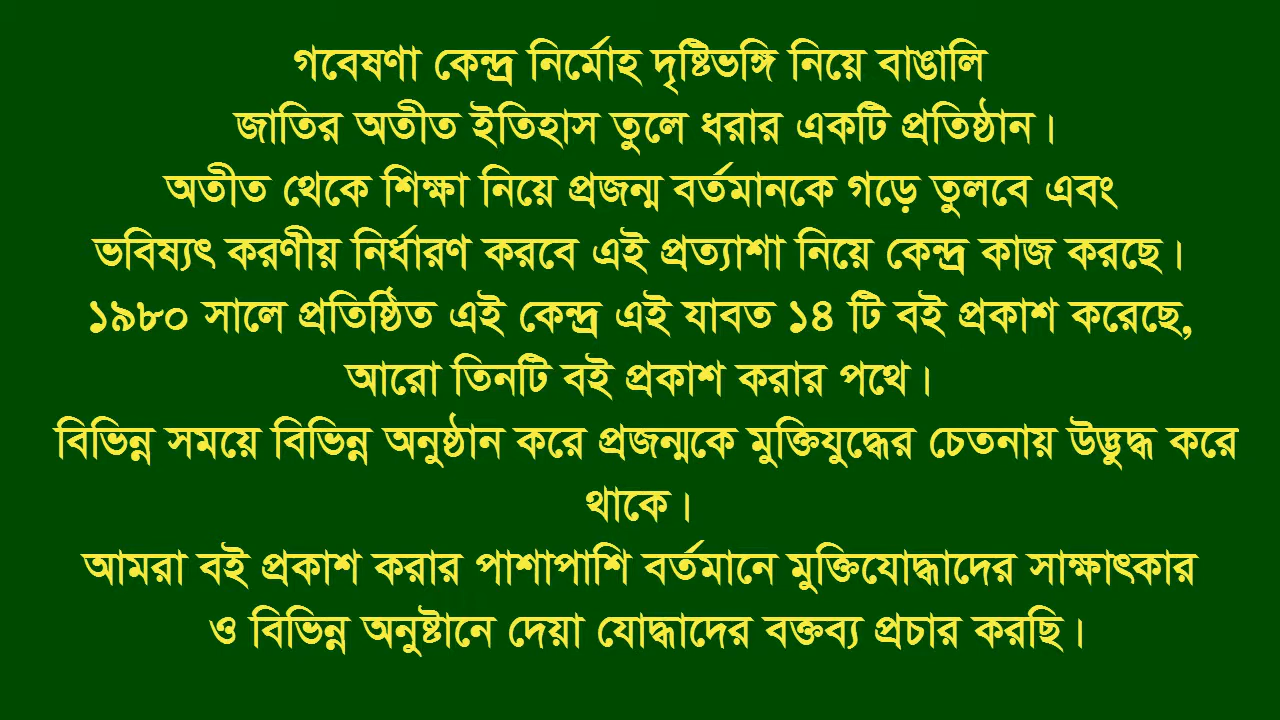 গবেষণা কেন্দ্র নির্মোহ দৃষ্টিভঙ্গি নিয়ে বাঙালি
জাতির অতীত ইতিহাস তুলে ধরার একটি প্রতিষ্ঠান।
অতীত থেকে শিক্ষা নিয়ে প্রজন্ম বর্তমানকে গড়ে তুলবে এবং
ভবিষ্যৎ করণীয় নির্ধারণ করবে এই প্রত্যাশা নিয়ে কেন্দ্র কাজ করছে।
১৯৮০ সালে প্রতিষ্ঠিত এই কেন্দ্র এই যাবত ১৪ টি বই প্রকাশ করেছে,
আরো তিনটি বই প্রকাশ করার পথে।
বিভিন্ন সময়ে বিভিন্ন অনুষ্ঠান করে প্রজন্মকে মুক্তিযুদ্ধের চেতনায় উদ্ভুদ্ধ করে
থাকে।
আমরা বই প্রকাশ করার পাশাপাশি বর্তমানে মুক্তিযোদ্ধাদের সাক্ষাৎকার
ও বিভিন্ন অনুষ্টানে দেয়া যোদ্ধাদের বক্তব্য প্রচার করছি।